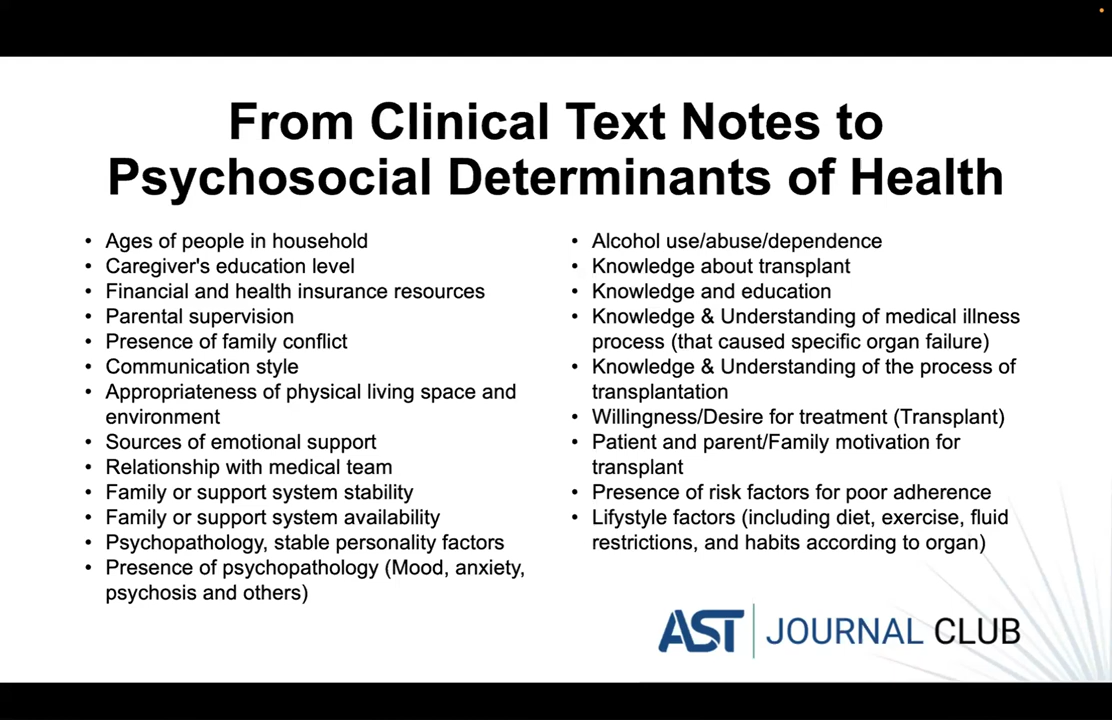 From Clinical Text Notes to
Psychosocial Determinants of Health
• Ages of people in household
• Caregiver's education level
• Financial and health insurance resources
• Parental supervision
• Presence of family conflict
• Communication style
• Appropriateness of physical living space and
environment
• Sources of emotional support
• Relationship with medical team
• Family or support system stability
• Family or support system availability
• Psychopathology, stable personality factors
• Presence of psychopathology (Mood, anxiety,
psychosis and others)
• Alcohol use/abuse/dependence
• Knowledge about transplant
• Knowledge and education
• Knowledge & Understanding of medical illness
process (that caused specific organ failure)
• Knowledge & Understanding of the process of
transplantation
• Willingness/Desire for treatment (Transplant)
• Patient and parent/Family motivation for
transplant
• Presence of risk factors for poor adherence
• Lifystyle factors (including diet, exercise, fluid
restrictions, and habits according to organ)
AST JOURNAL CLUB